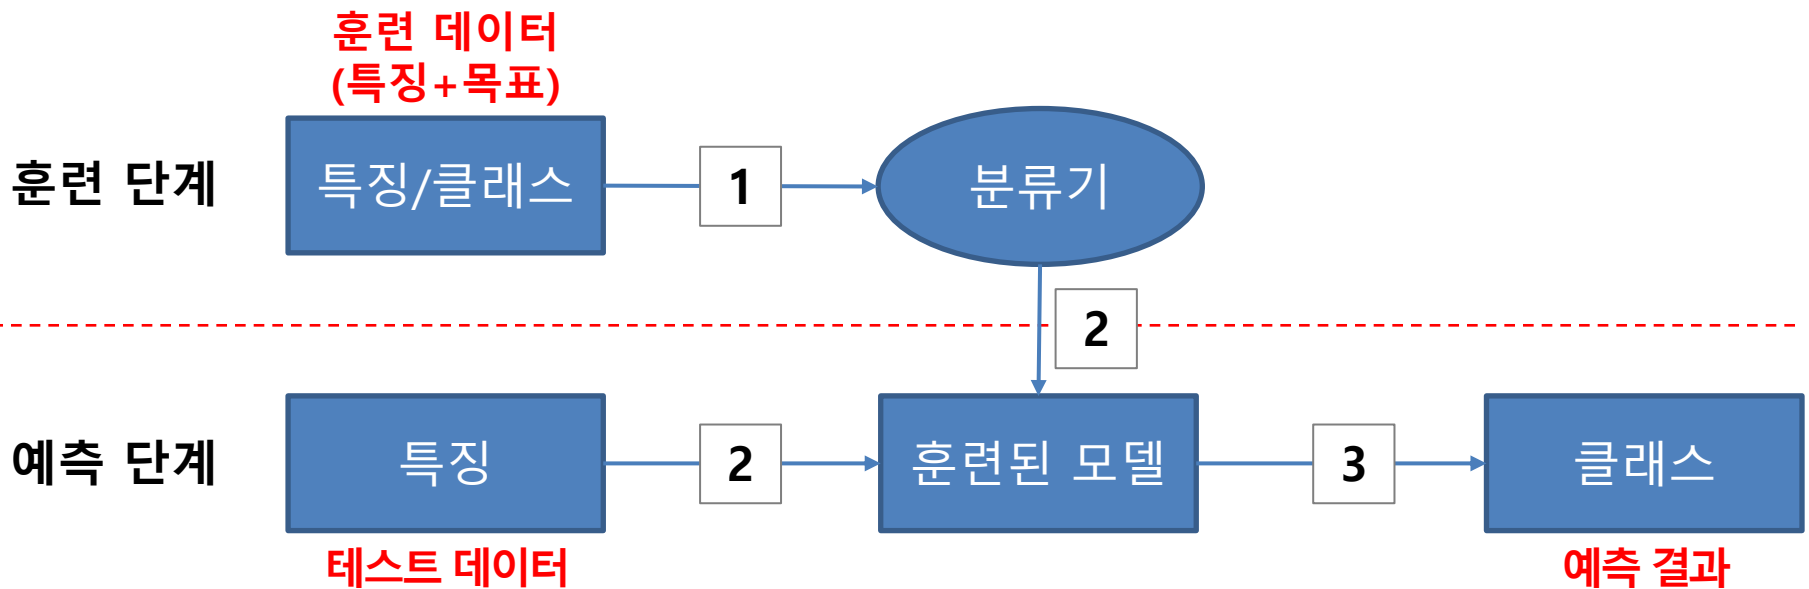 훈련 데이터
(특징+목표)
훈련 단계
특징/클래스
1
분류기
2
예측 단계
특징
2
훈련된 모델
3
클래스
테스트 데이터
예측 결과